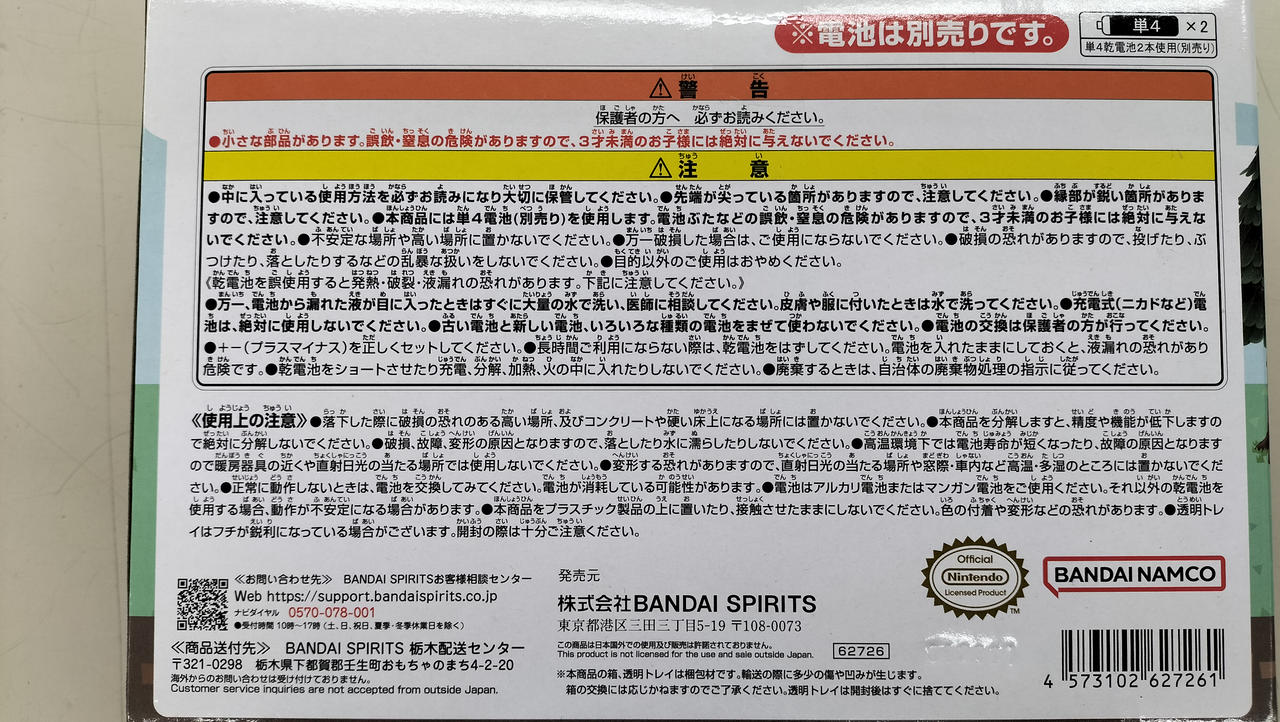 ※電池は別売りです。
単4 ×2
単4乾電池2本使用(別売り)
⚠警告
保護者の方へ 必ずお読みください。
●小さな部品があります。誤飲・窒息の危険がありますので、3才未満のお子様には絶対に与えないでください。
⚠注意
●中に入っている使用方法を必ずお読みになり大切に保管してください。●先端が尖っている箇所がありますので、注意してください。●縁部が鋭い箇所がありま
すので、注意してください。●本商品には単4電池(別売り)を使用します。電池ぶたなどの誤飲・窒息の危険がありますので、3才未満のお子様には絶対に与えな
いでください。●不安定な場所や高い場所に置かないでください。●万一破損した場合は、ご使用にならないでください。●破損の恐れがありますので、投げたり、ぶ
つけたり、落としたりするなどの乱暴な扱いをしないでください。●目的以外のご使用はおやめください。
《乾電池を誤使用すると発熱・破裂・液漏れの恐れがあります。下記に注意してください。》
●万一、電池から漏れた液が目に入ったときはすぐに大量の水で洗い、医師に相談してください。皮膚や服に付いたときは水で洗ってください。●充電式(ニカドなど)電
池は、絶対に使用しないでください。●古い電池と新しい電池、いろいろな種類の電池をまぜて使わないでください。●電池の交換は保護者の方が行ってください。
●+-(プラスマイナス)を正しくセットしてください。●長時間ご利用にならない際は、乾電池をはずしてください。電池を入れたままにしておくと、液漏れの恐れがあり
危険です。●乾電池をショートさせたり充電、分解、加熱、火の中に入れたりしないでください。●廃棄するときは、自治体の廃棄物処理の指示に従ってください。
《使用上の注意》●落下した際に破損の恐れのある高い場所、及びコンクリートや硬い床上になる場所には置かないでください。●本商品を分解しますと、精度や機能が低下しますの
で絶対に分解しないでください。●破損、故障、変形の原因となりますので、落としたり水に濡らしたりしないでください。●高温環境下では電池寿命が短くなったり、故障の原因となります
ので暖房器具の近くや直射日光の当たる場所では使用しないでください。●変形する恐れがありますので、直射日光の当たる場所や窓際・車内など高温・多湿のところには置かないでくだ
さい。●正常に動作しないときは、電池を交換してみてください。電池が消耗している可能性があります。●電池はアルカリ電池またはマンガン電池をご使用ください。それ以外の乾電池を
使用する場合、動作が不安定になる場合があります。●本商品をプラスチック製品の上に置いたり、接触させたままにしないでください。色の付着や変形などの恐れがあります。●透明トレ
イはフチが鋭利になっている場合がございます。開封の際は十分ご注意ください。
《お問い合わせ先》 BANDAI SPIRITSお客様相談センター
Web https://support.bandaispirits.co.jp
ナビダイヤル 0570-078-001
●受付時間 10時〜17時(土、日、祝日、夏季・冬季休業日を除く)
《商品送付先》 BANDAI SPIRITS 栃木配送センター
〒321-0298 栃木県下都賀郡壬生町おもちゃのまち4-2-20
海外からのお問い合わせは受け付けておりません。
Customer service inquiries are not accepted from outside Japan.
発売元
株式会社BANDAI SPIRITS
東京都港区三田三丁目5-19 〒108-0073
この商品は日本国外での使用及び販売は許諾されておりません。
This product is not licensed for the use and sale outside Japan.
62726
※本商品の箱、透明トレイは梱包材です。輸送の際に多少の傷や凹みが生じます。
箱の交換には応じかねますのでご了承ください。透明トレイは開封後はすぐに捨ててください。
Official
Nintendo
Licensed Product
TM
BANDAI NAMCO
4 573102 627261